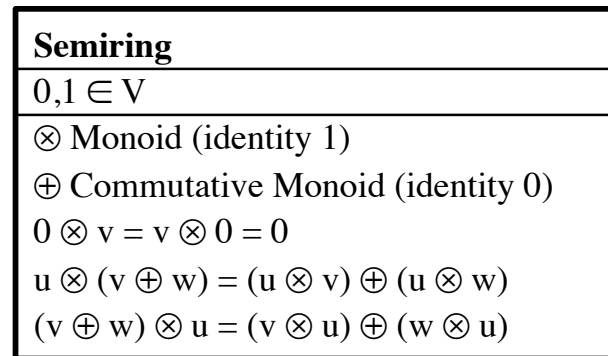 Semiring
0,1 ∈ V
⊗ Monoid (identity 1)
⊕ Commutative Monoid (identity 0)
0 ⊗ v = v ⊗ 0 = 0
u ⊗ (v ⊕ w) = (u ⊗ v) ⊕ (u ⊗ w)
(v ⊕ w) ⊗ u = (v ⊗ u) ⊕ (w ⊗ u)